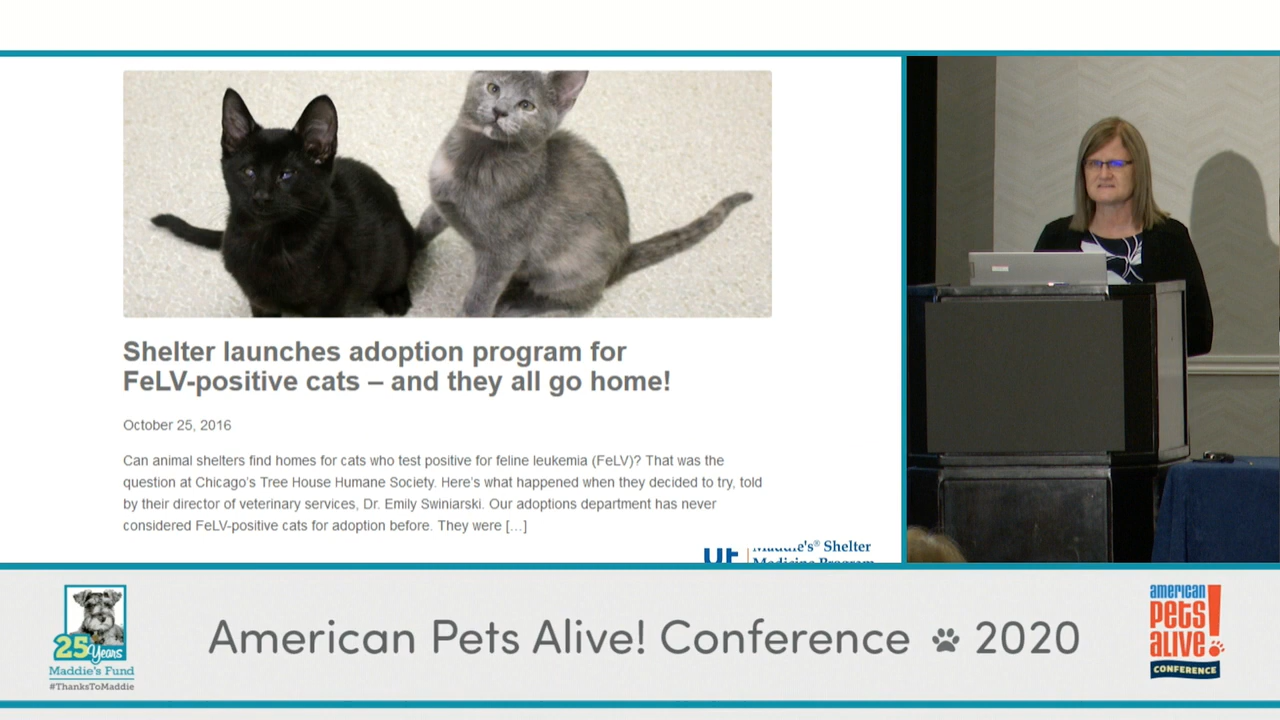 Shelter launches adoption program for
FeLV-positive cats – and they all go home!
October 25, 2016
Can animal shelters find homes for cats who test positive for feline leukemia (FeLV)? That was the
question at Chicago's Tree House Humane Society. Here's what happened when they decided to try, told
by their director of veterinary services, Dr. Emily Swiniarski. Our adoptions department has never
considered FeLV-positive cats for adoption before. They were […]
UF
Maddie's® Shelter
Medicine Program
25 Years
Maddie's Fund
#ThanksToMaddie
American Pets Alive! Conference 2020
american
pets
alive!
CONFERENCE